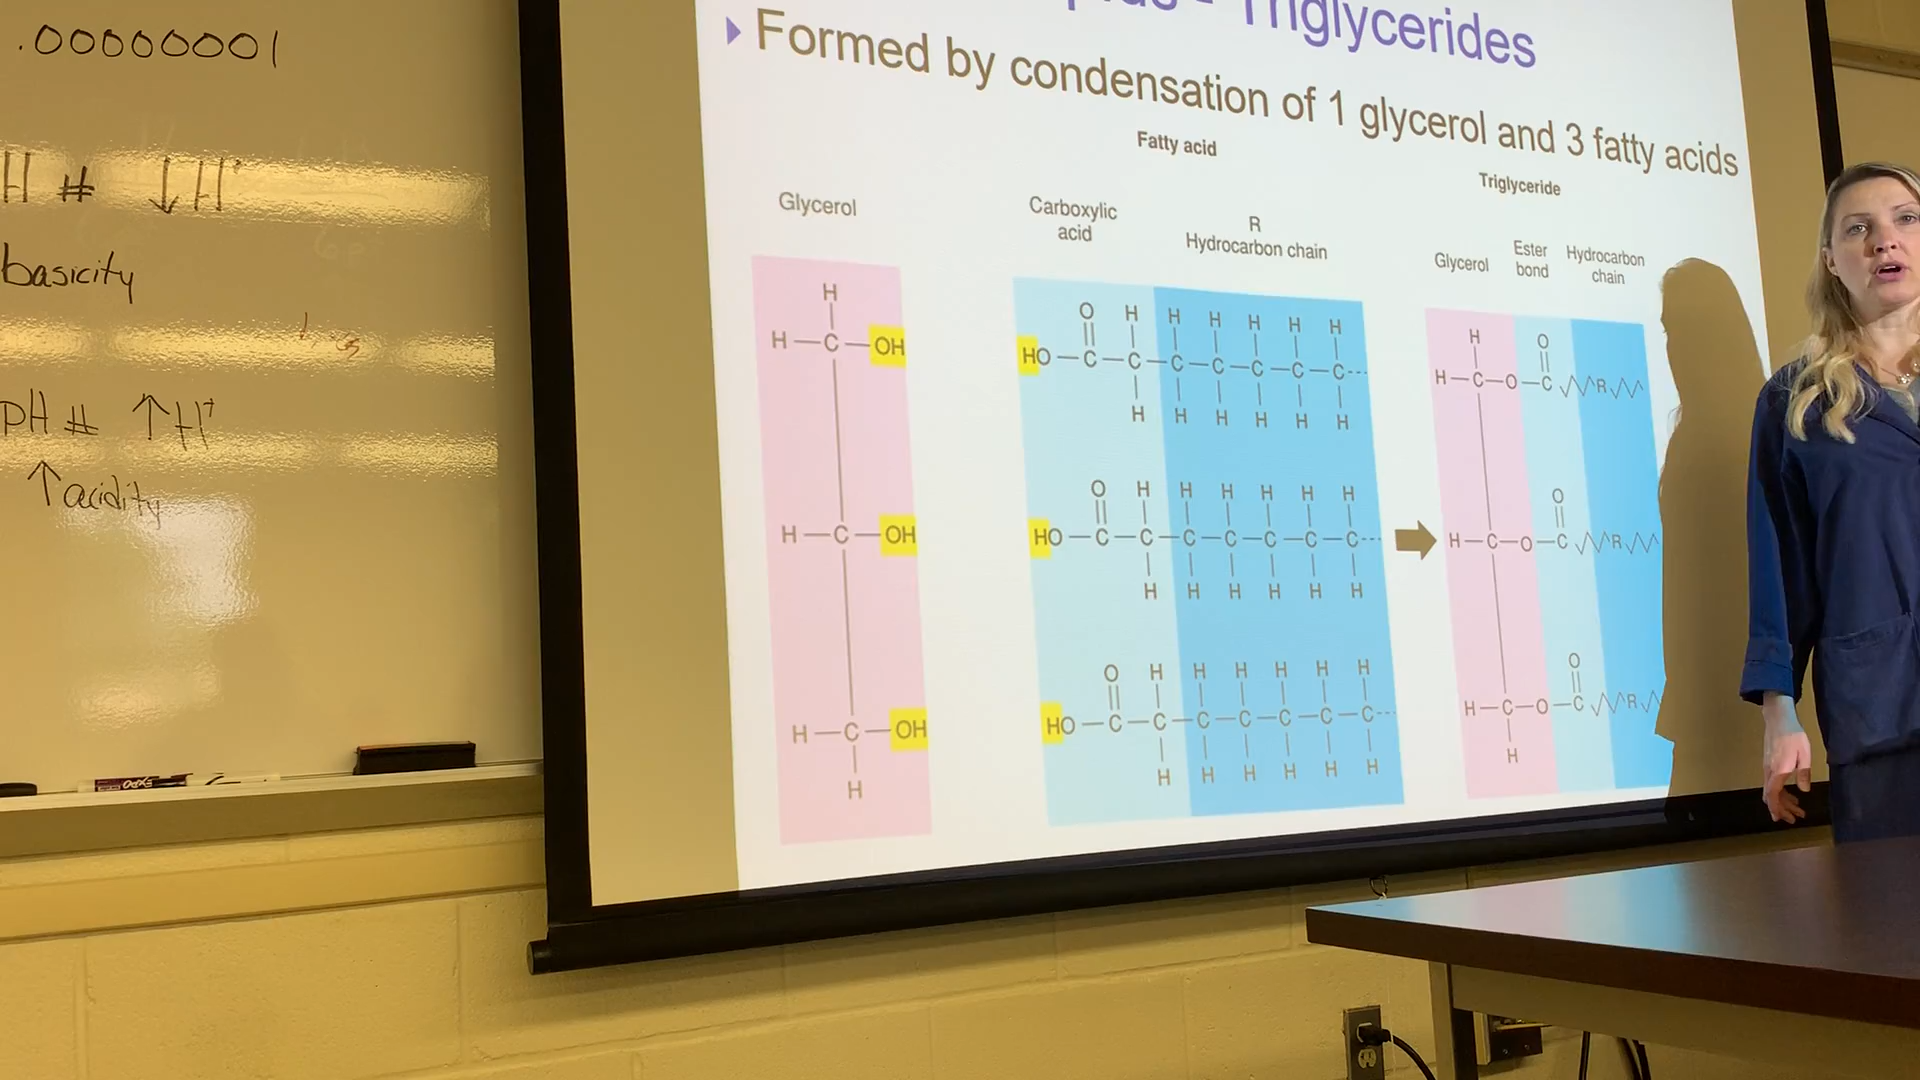 .00000001
H # ↓H⁺
basicity
pH # ↑H⁺
↑acidity
EXPO
- Triglycerides
Formed by condensation of 1 glycerol and 3 fatty acids
Fatty acid
Triglyceride
Glycerol
Carboxylic acid
R
Hydrocarbon chain
Glycerol
Ester bond
Hydrocarbon chain
H
H—C—OH
H—C—OH
H—C—OH
H
O H H H H H H
HO—C—C—C—C—C—C—C---
H H H H H H
O H H H H H H
HO—C—C—C—C—C—C—C---
H H H H H H
O H H H H H H
HO—C—C—C—C—C—C—C---
H H H H H H
H O
H—C—O—C R
O
H—C—O—C R
O
H—C—O—C R
H